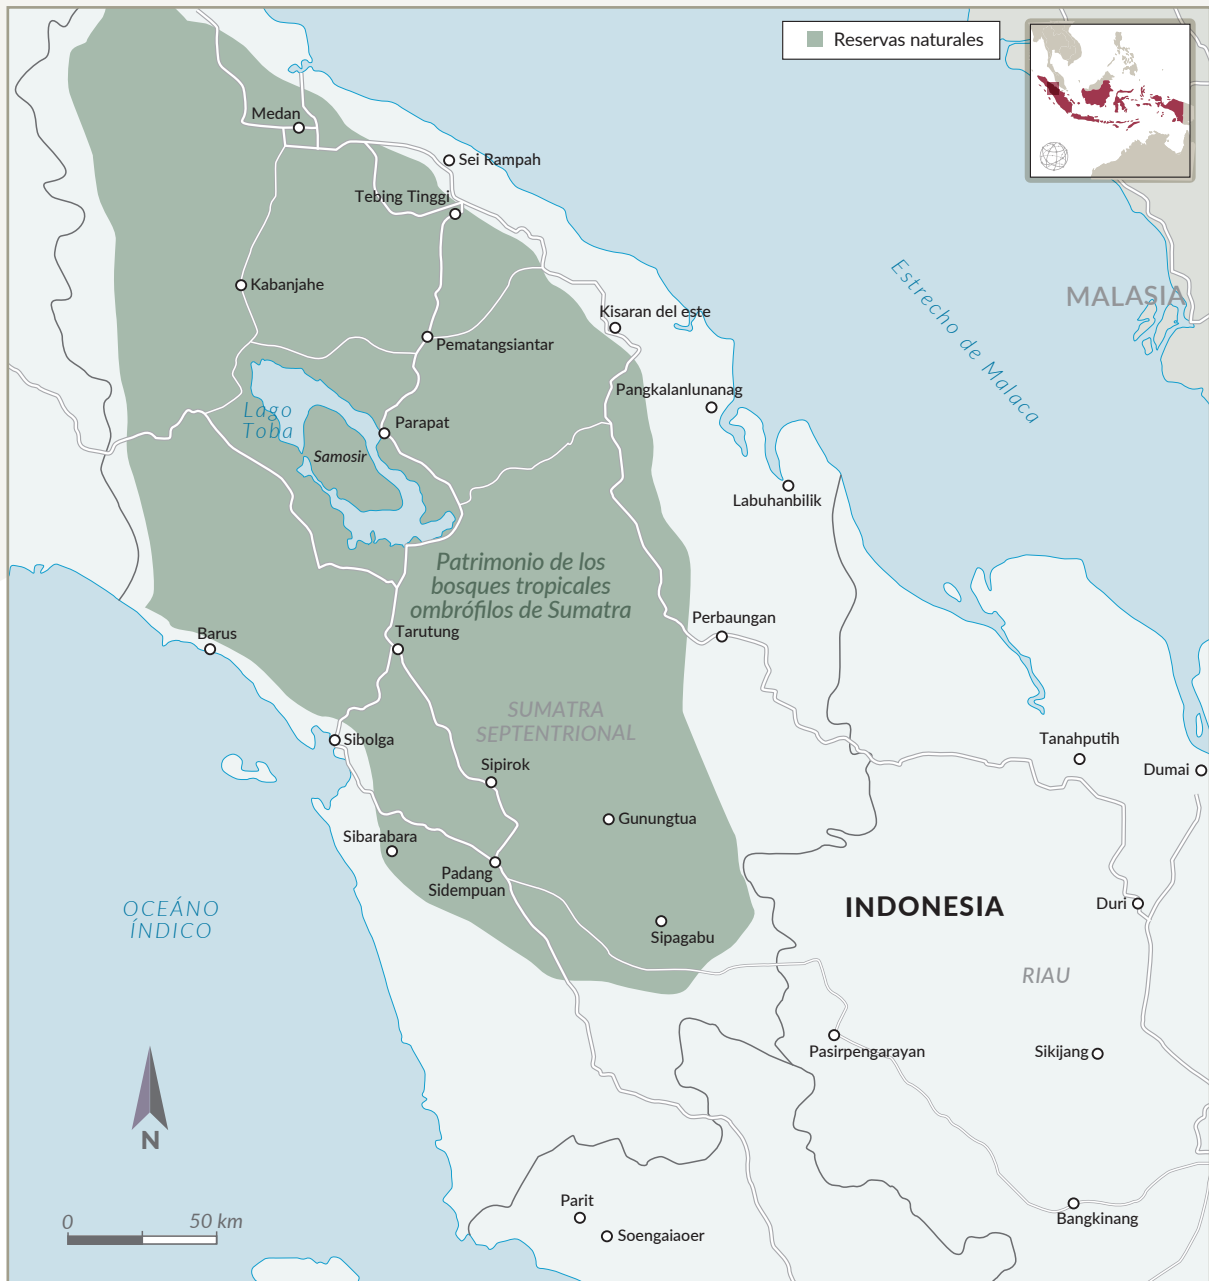 Reservas naturales
Medan
Sei Rampah
Tebing Tinggi
Kabanjahe
MALASIA
Estrecho de Malaca
Kisaran del este
Pematangsiantar
Pangkalanlunanag
Lago
Toba
Parapat
Samosir
Labuhanbilik
Patrimonio de los
bosques tropicales
ombrófilos de Sumatra
Perbaungan
Barus
Tarutung
SUMATRA
SEPTENTRIONAL
Sibolga
Tanahputih
Sipirok
Dumai
Gunungtua
Sibarabara
Padang
Sidempuan
OCEÁNO
ÍNDICO
INDONESIA
Duri
Sipagabu
RIAU
Pasirpengarayan
Sikijang
N
Parit
Bangkinang
0 50 km
Soengaiaoer